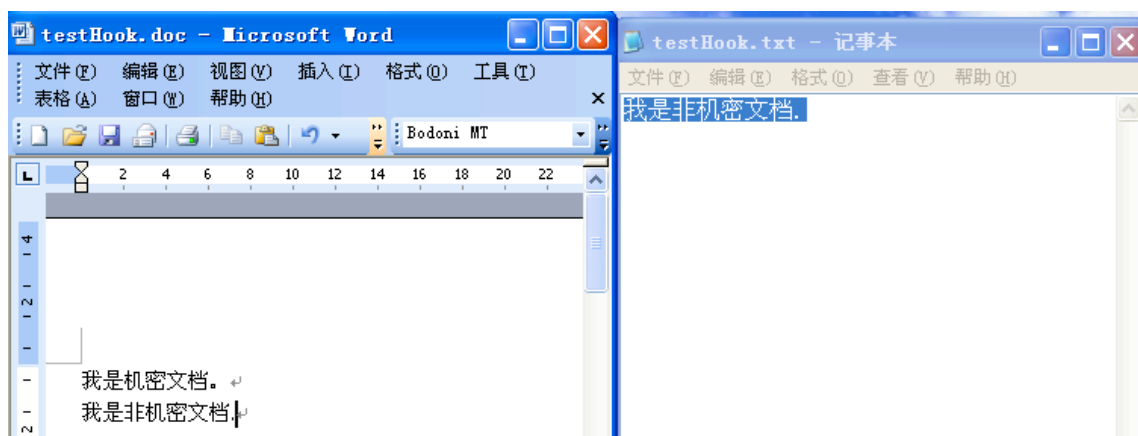 testHook.doc - Microsoft Word
文件(F) 编辑(E) 视图(V) 插入(I) 格式(O) 工具(T)
表格(A) 窗口(W) 帮助(H)
Bodoni MT
L 2 4 6 8 10 12 14 16 18 20 22
4
2
2
我是机密文档。
我是非机密文档.
testHook.txt - 记事本
文件(F) 编辑(E) 格式(O) 查看(V) 帮助(H)
我是非机密文档.